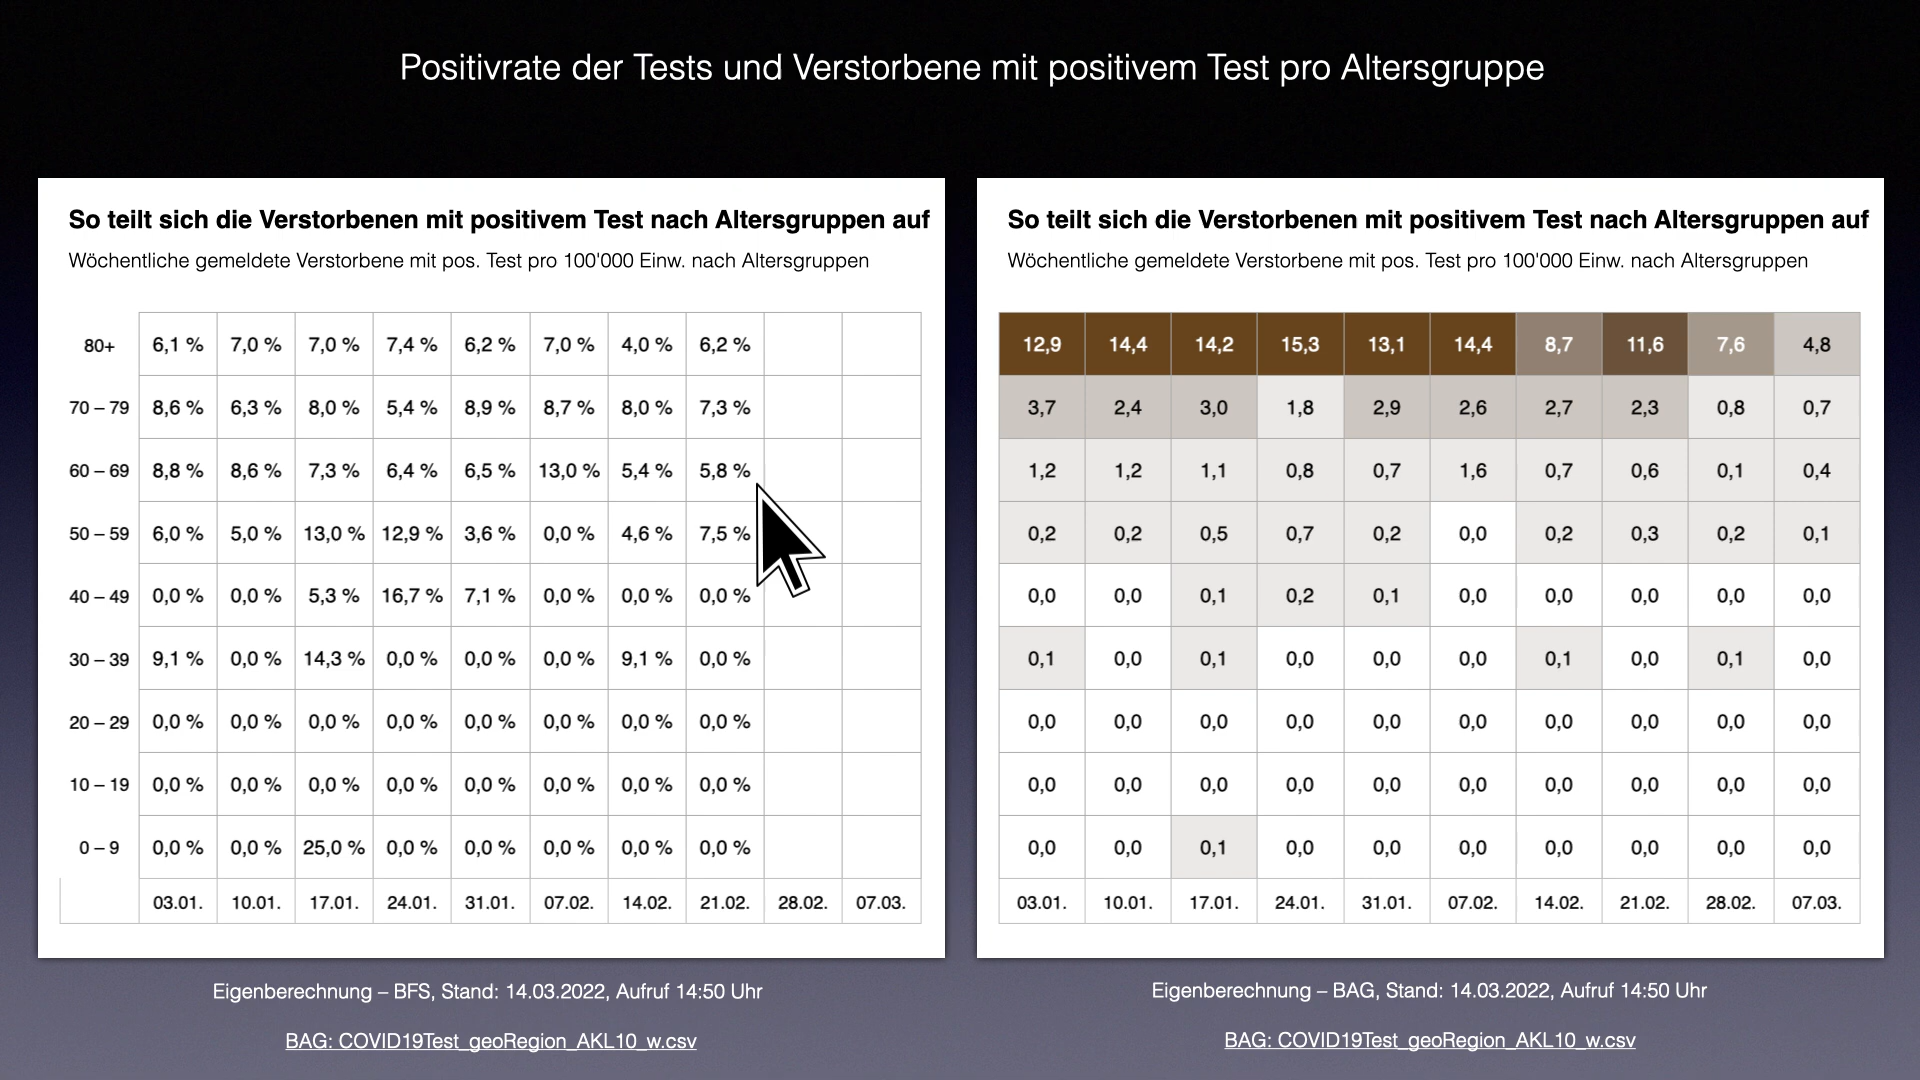 Positivrate der Tests und Verstorbene mit positivem Test pro Altersgruppe
So teilt sich die Verstorbenen mit positivem Test nach Altersgruppen auf
Wöchentliche gemeldete Verstorbene mit pos. Test pro 100'000 Einw. nach Altersgruppen
80+ 6,1 % 7,0 % 7,0 % 7,4 % 6,2 % 7,0 % 4,0 % 6,2 %
70 – 79 8,6 % 6,3 % 8,0 % 5,4 % 8,9 % 8,7 % 8,0 % 7,3 %
60 – 69 8,8 % 8,6 % 7,3 % 6,4 % 6,5 % 13,0 % 5,4 % 5,8 %
50 – 59 6,0 % 5,0 % 13,0 % 12,9 % 3,6 % 0,0 % 4,6 % 7,5 %
40 – 49 0,0 % 0,0 % 5,3 % 16,7 % 7,1 % 0,0 % 0,0 % 0,0 %
30 – 39 9,1 % 0,0 % 14,3 % 0,0 % 0,0 % 0,0 % 9,1 % 0,0 %
20 – 29 0,0 % 0,0 % 0,0 % 0,0 % 0,0 % 0,0 % 0,0 % 0,0 %
10 – 19 0,0 % 0,0 % 0,0 % 0,0 % 0,0 % 0,0 % 0,0 % 0,0 %
0 – 9 0,0 % 0,0 % 25,0 % 0,0 % 0,0 % 0,0 % 0,0 % 0,0 %
03.01. 10.01. 17.01. 24.01. 31.01. 07.02. 14.02. 21.02. 28.02. 07.03.
Eigenberechnung – BFS, Stand: 14.03.2022, Aufruf 14:50 Uhr
BAG: COVID19Test_geoRegion_AKL10_w.csv
So teilt sich die Verstorbenen mit positivem Test nach Altersgruppen auf
Wöchentliche gemeldete Verstorbene mit pos. Test pro 100'000 Einw. nach Altersgruppen
12,9 14,4 14,2 15,3 13,1 14,4 8,7 11,6 7,6 4,8
3,7 2,4 3,0 1,8 2,9 2,6 2,7 2,3 0,8 0,7
1,2 1,2 1,1 0,8 0,7 1,6 0,7 0,6 0,1 0,4
0,2 0,2 0,5 0,7 0,2 0,0 0,2 0,3 0,2 0,1
0,0 0,0 0,1 0,2 0,1 0,0 0,0 0,0 0,0 0,0
0,1 0,0 0,1 0,0 0,0 0,0 0,1 0,0 0,1 0,0
0,0 0,0 0,0 0,0 0,0 0,0 0,0 0,0 0,0 0,0
0,0 0,0 0,0 0,0 0,0 0,0 0,0 0,0 0,0 0,0
0,0 0,0 0,1 0,0 0,0 0,0 0,0 0,0 0,0 0,0
03.01. 10.01. 17.01. 24.01. 31.01. 07.02. 14.02. 21.02. 28.02. 07.03.
Eigenberechnung – BAG, Stand: 14.03.2022, Aufruf 14:50 Uhr
BAG: COVID19Test_geoRegion_AKL10_w.csv